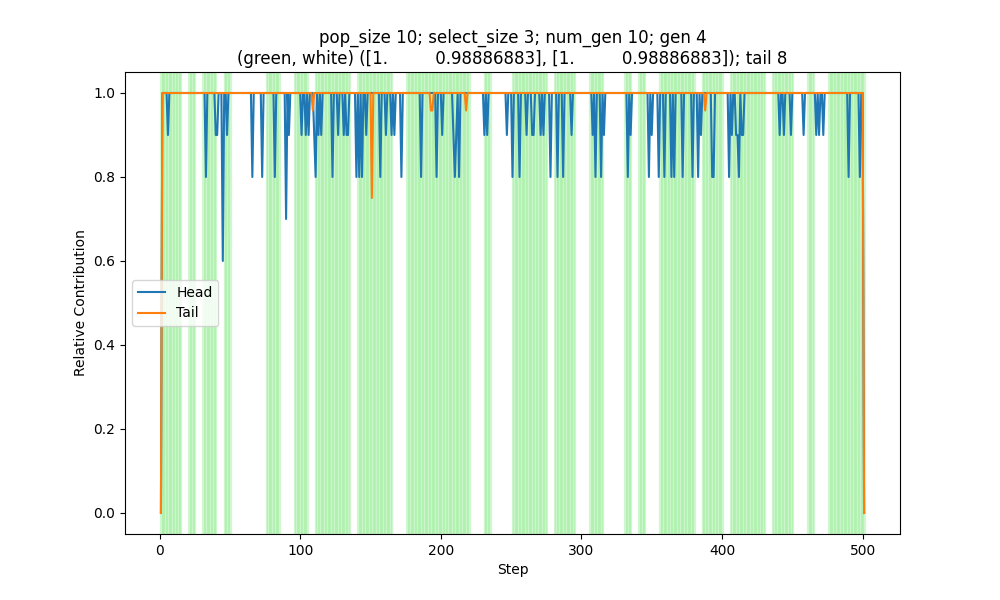 pop_size 10; select_size 3; num_gen 10; gen 4
(green, white) ([1. 0.98886883], [1. 0.98886883]); tail 8
1.0
0.8
0.6
0.4
0.2
0.0
Relative Contribution
Head
Tail
0 100 200 300 400 500
Step